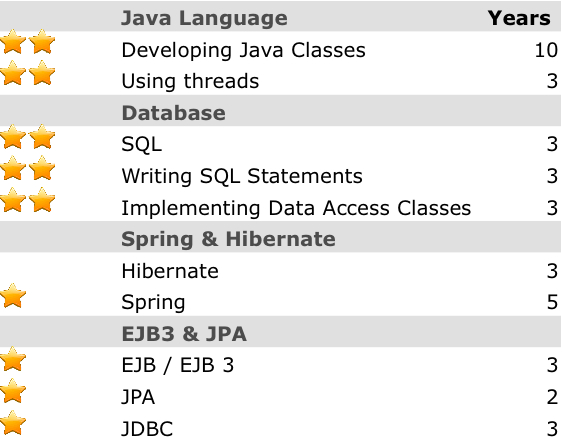 Java Language Years
Developing Java Classes 10
Using threads 3
Database
SQL 3
Writing SQL Statements 3
Implementing Data Access Classes 3
Spring & Hibernate
Hibernate 3
Spring 5
EJB3 & JPA
EJB / EJB 3 3
JPA 2
JDBC 3